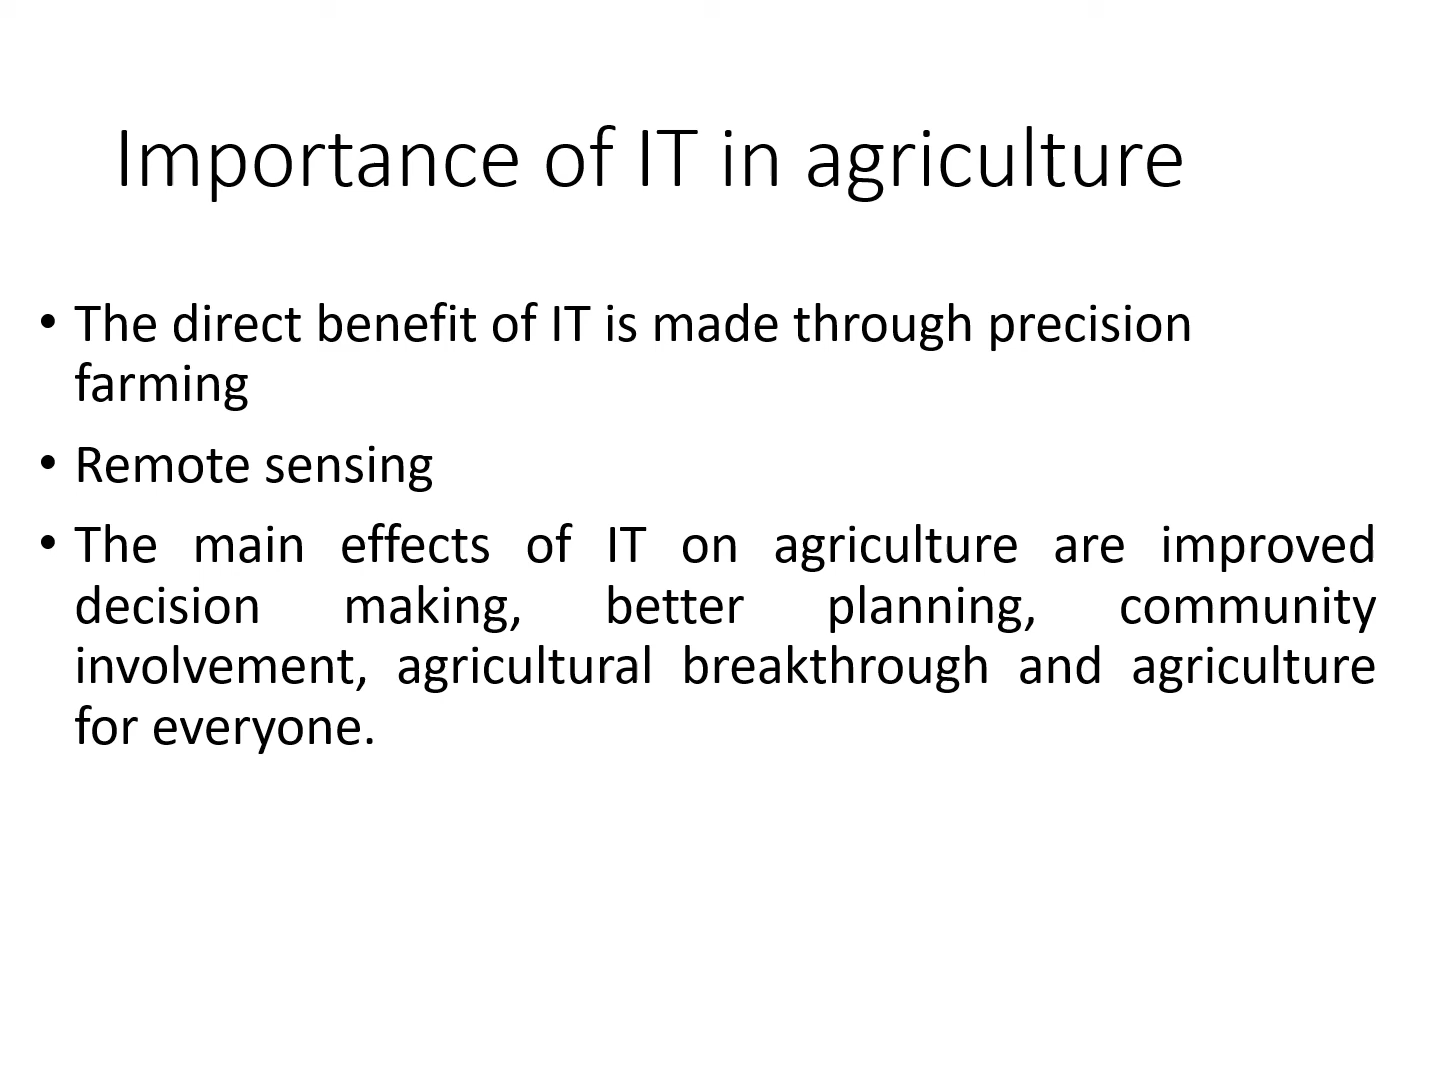 Importance of IT in agriculture
• The direct benefit of IT is made through precision
farming
• Remote sensing
• The main effects of IT on agriculture are improved
decision making, better planning, community
involvement, agricultural breakthrough and agriculture
for everyone.